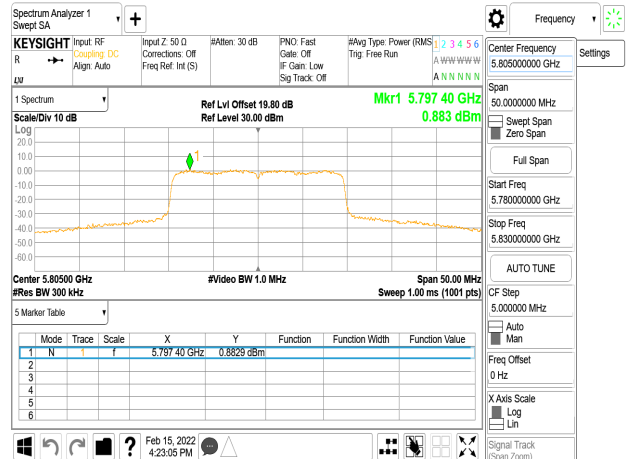 Spectrum Analyzer 1
Swept SA
KEYSIGHT
R
Input: RF
Coupling: DC
Align: Auto
Input Z: 50 Ω
Corrections: Off
Freq Ref: Int (S)
#Atten: 30 dB
PNO: Fast
Gate: Off
IF Gain: Low
Sig Track: Off
#Avg Type: Power (RMS
Trig: Free Run
1 2 3 4 5 6
A W W W W W
A N N N N N
1 Spectrum
Scale/Div 10 dB
Ref Lvl Offset 19.80 dB
Ref Level 30.00 dBm
Mkr1 5.797 40 GHz
0.883 dBm
Log
20.0
10.0
0.00
-10.0
-20.0
-30.0
-40.0
-50.0
-60.0
1
Center 5.80500 GHz
#Res BW 300 kHz
#Video BW 1.0 MHz
Span 50.00 MHz
Sweep 1.00 ms (1001 pts)
5 Marker Table
Mode Trace Scale X Y Function Function Width Function Value
1 N 1 f 5.797 40 GHz 0.8829 dBm
2
3
4
5
6
Feb 15, 2022
4:23:05 PM
?
Frequency
Settings
Center Frequency
5.805000000 GHz
Span
50.0000000 MHz
Swept Span
Zero Span
Full Span
Start Freq
5.780000000 GHz
Stop Freq
5.830000000 GHz
AUTO TUNE
CF Step
5.000000 MHz
Auto
Man
Freq Offset
0 Hz
X Axis Scale
Log
Lin
Signal Track
(Span Zoom)